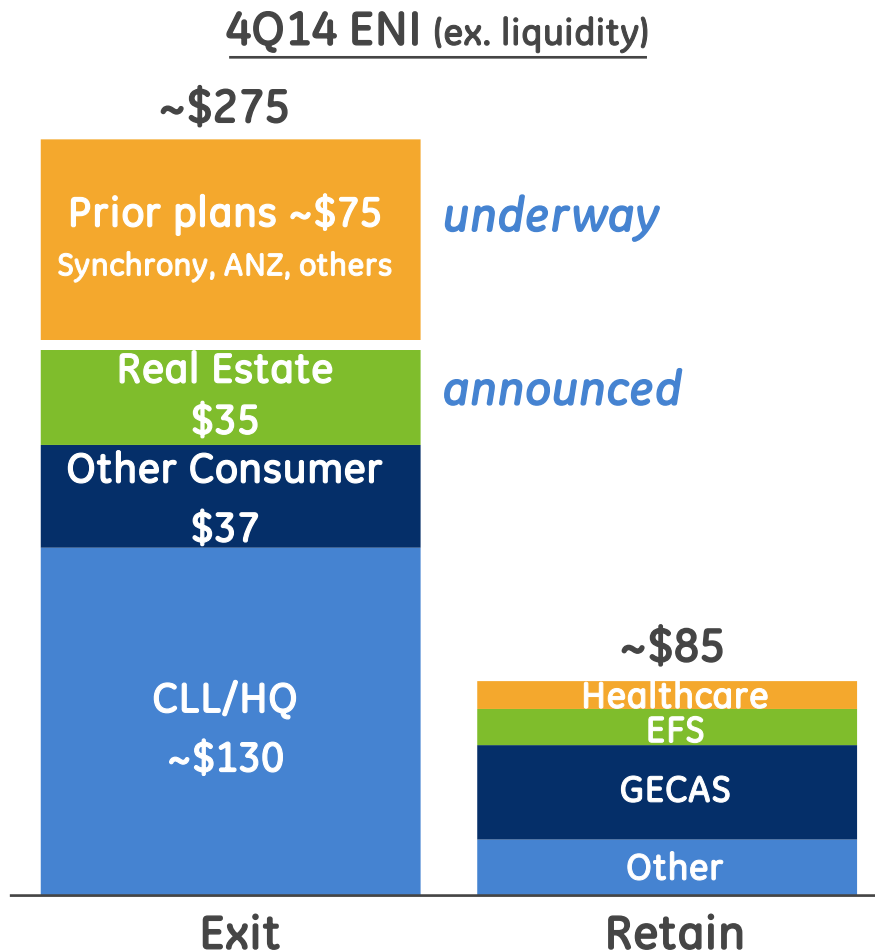 4Q14 ENI (ex. liquidity)
~$275
Prior plans ~$75
Synchrony, ANZ, others
underway
Real Estate
$35
announced
Other Consumer
$37
CLL/HQ
~$130
~$85
Healthcare
EFS
GECAS
Other
Exit
Retain